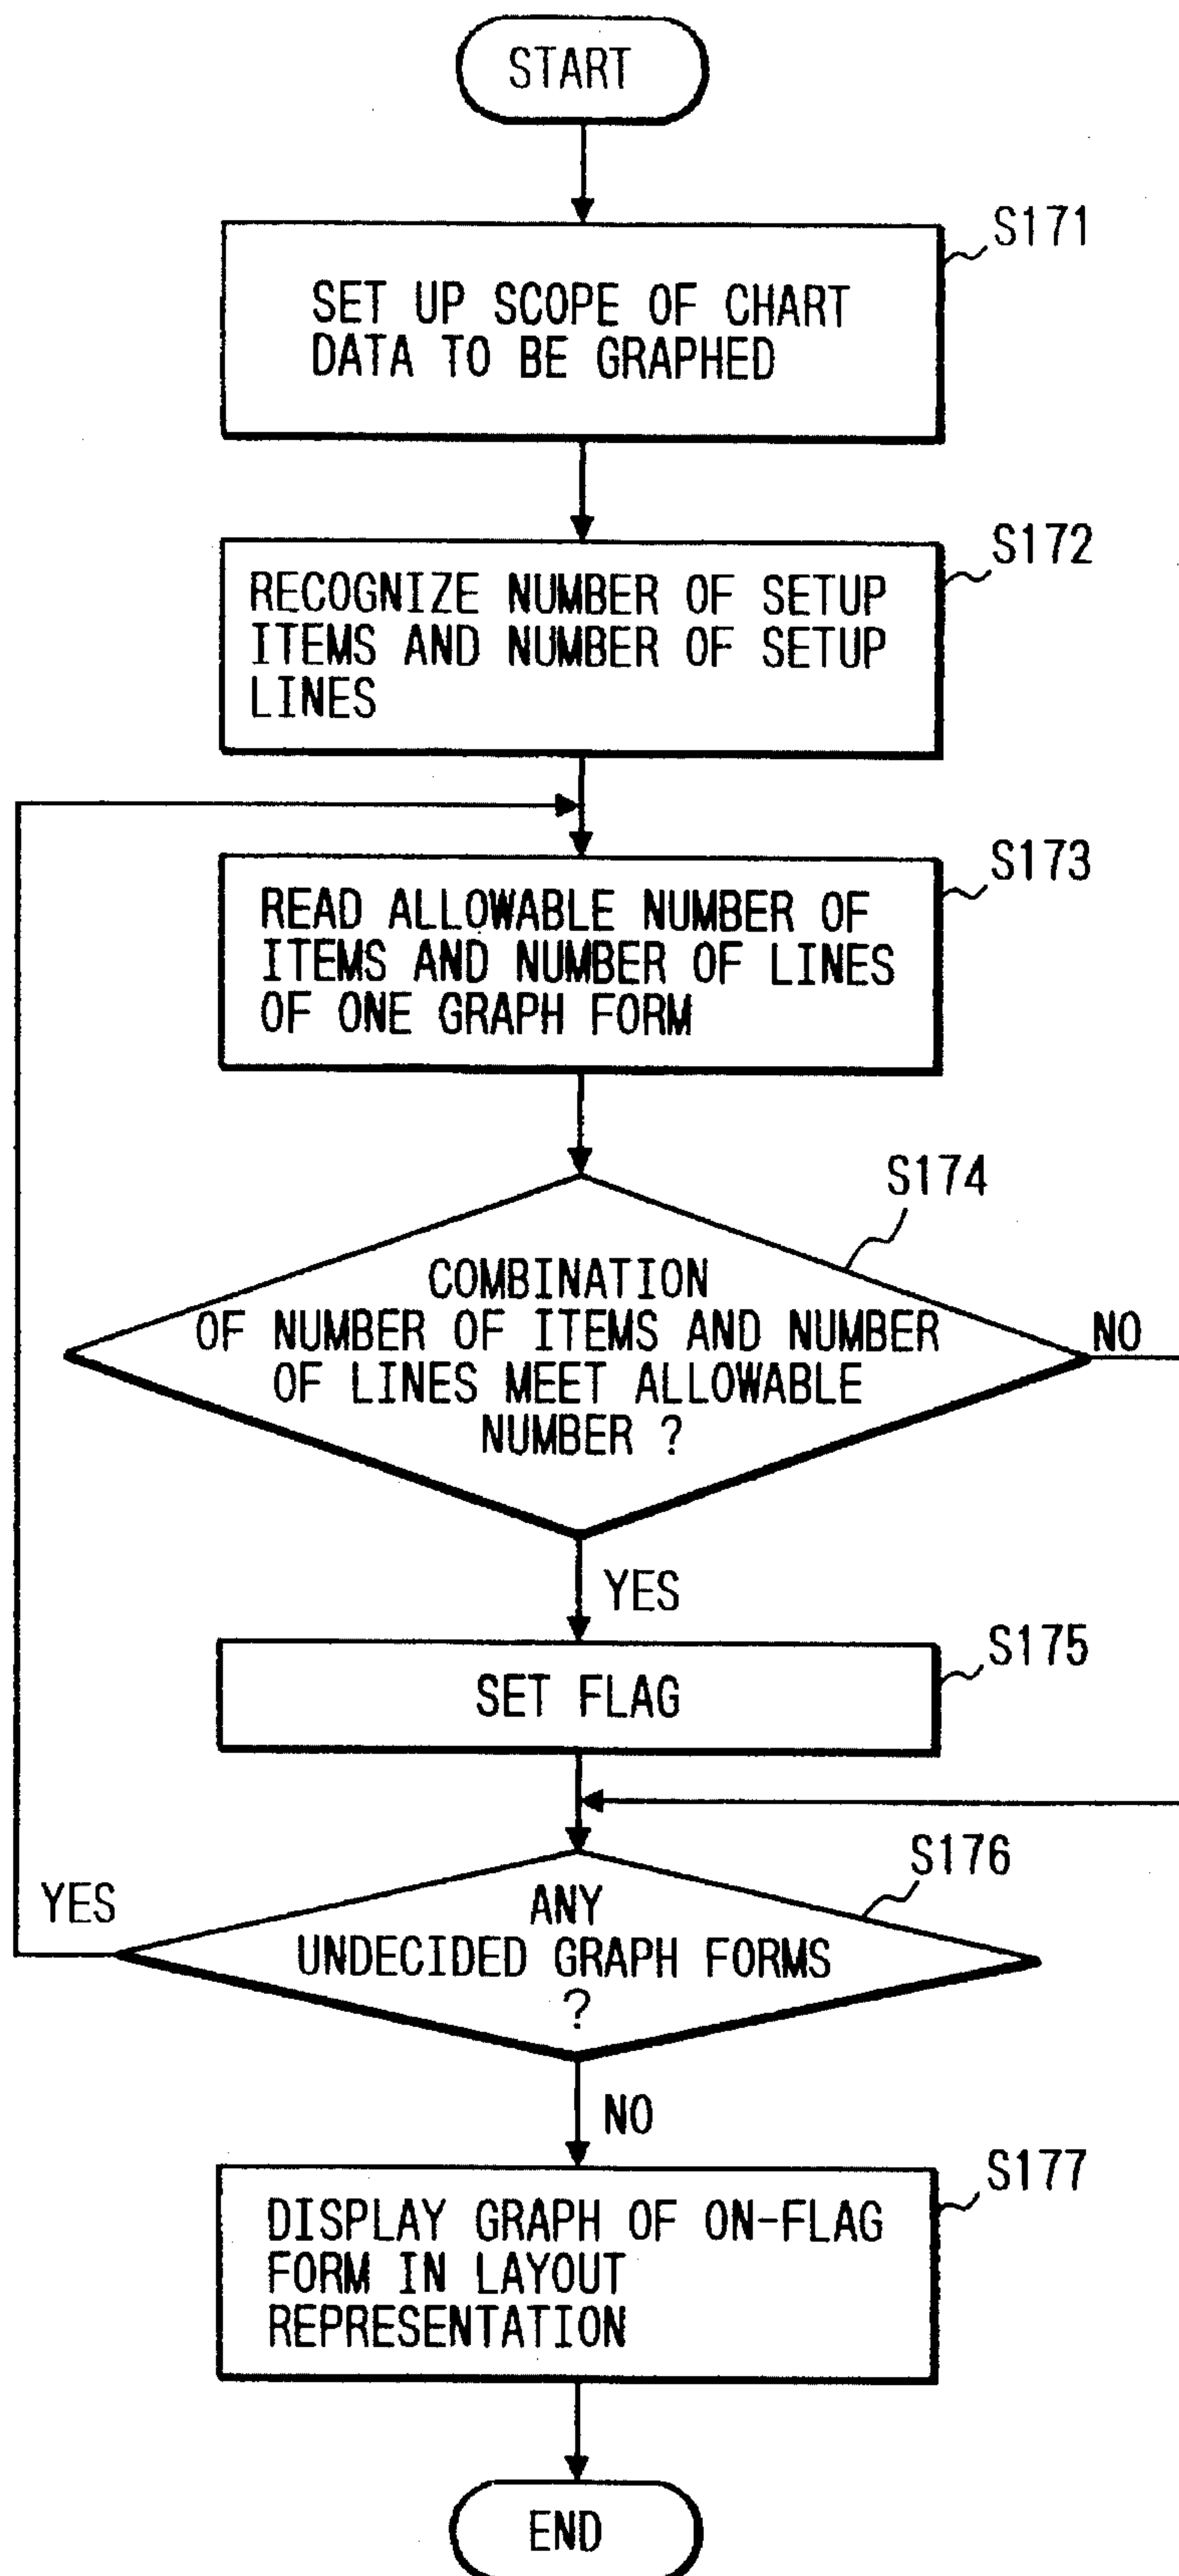 START
S171
SET UP SCOPE OF CHART
DATA TO BE GRAPHED
S172
RECOGNIZE NUMBER OF SETUP
ITEMS AND NUMBER OF SETUP
LINES
S173
READ ALLOWABLE NUMBER OF
ITEMS AND NUMBER OF LINES
OF ONE GRAPH FORM
S174
COMBINATION
OF NUMBER OF ITEMS AND NUMBER
OF LINES MEET ALLOWABLE
NUMBER ?
NO
YES
S175
SET FLAG
S176
YES
ANY
UNDECIDED GRAPH FORMS
?
NO
S177
DISPLAY GRAPH OF ON-FLAG
FORM IN LAYOUT
REPRESENTATION
END